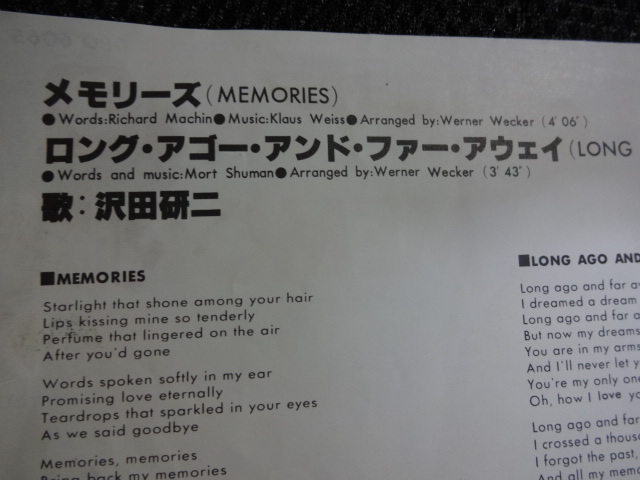 メモリーズ(MEMORIES)
●Words:Richard Machin●Music:Klaus Weiss●Arranged by:Werner Wecker (4′06″)
ロング・アゴー・アンド・ファー・アウェイ(LONG
●Words and music:Mort Shuman●Arranged by:Werner Wecker (3′43″)
歌:沢田研二
■MEMORIES
Starlight that shone among your hair
Lips kissing mine so tenderly
Perfume that lingered on the air
After you'd gone
Words spoken softly in my ear
Promising love eternally
Teardrops that sparkled in your eyes
As we said goodbye
Memories, memories
Bring back my memories
■LONG AGO AND
Long ago and far
I dreamed a dream
Long ago and far
But now my dreams
You are in my arms
And I'll never let
You're my only
Oh, how I love
Long ago and far
I crossed a
I forgot the past,
And all my